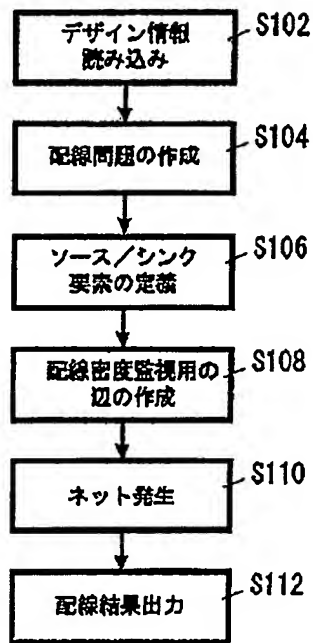 デザイン情報
読み込み
S102
配線問題の作成
S104
ソース／シンク
要素の定義
S106
配線密度監視用の
辺の作成
S108
ネット発生
S110
配線結果出力
S112